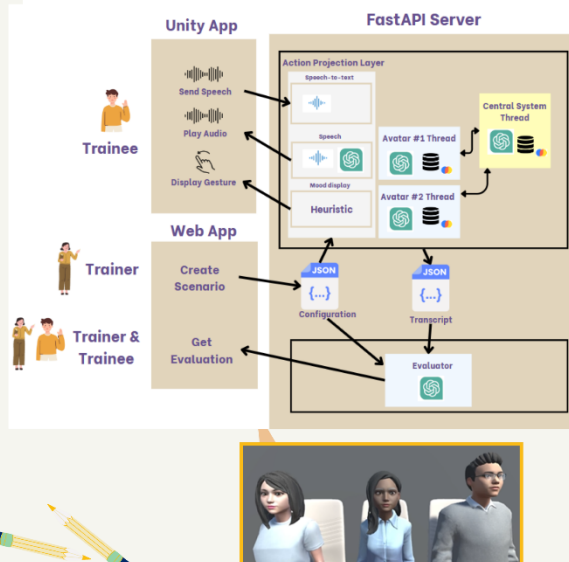 Unity App
FastAPI Server
Action Projection Layer
Speech-to-text
Send Speech
Central System
Thread
Speech
Play Audio
Avatar #1 Thread
Trainee
Display Gesture
Mood display
Avatar #2 Thread
Heuristic
Web App
Trainer
Create
Scenario
JSON
{...}
Configuration
JSON
{...}
Transcript
Trainer &
Trainee
Get
Evaluation
Evaluator